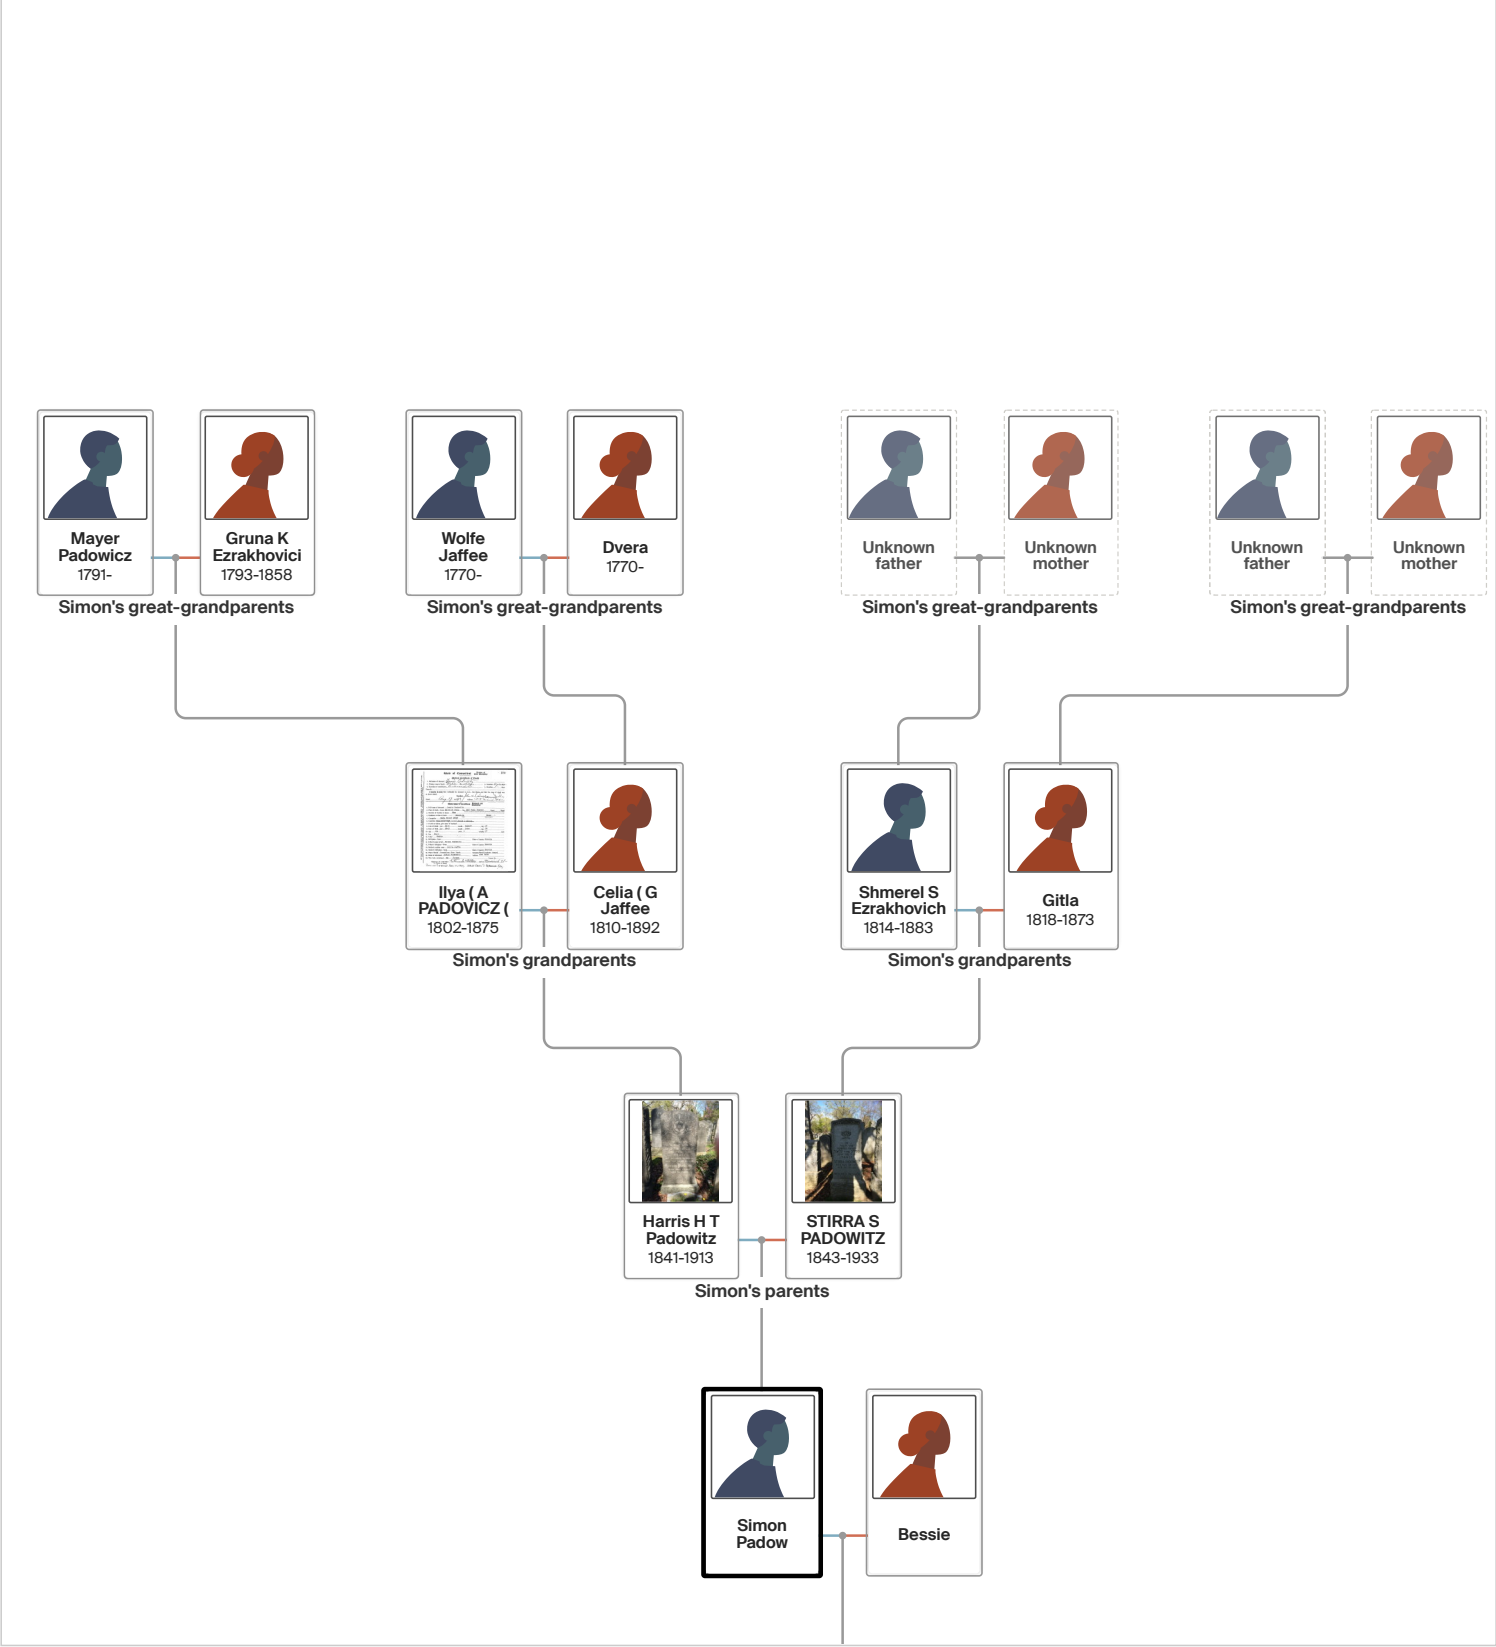 Mayer
Padowicz
1791-
Gruna K
Ezrakhovici
1793-1858
Simon's great-grandparents
Wolfe
Jaffee
1770-
Dvera
1770-
Simon's great-grandparents
Unknown
father
Unknown
mother
Simon's great-grandparents
Unknown
father
Unknown
mother
Simon's great-grandparents
Ilya ( A
PADOVICZ (
1802-1875
Celia ( G
Jaffee
1810-1892
Simon's grandparents
Shmerel S
Ezrakhovich
1814-1883
Gitla
1818-1873
Simon's grandparents
Harris H T
Padowitz
1841-1913
STIRRA S
PADOWITZ
1843-1933
Simon's parents
Simon
Padow
Bessie